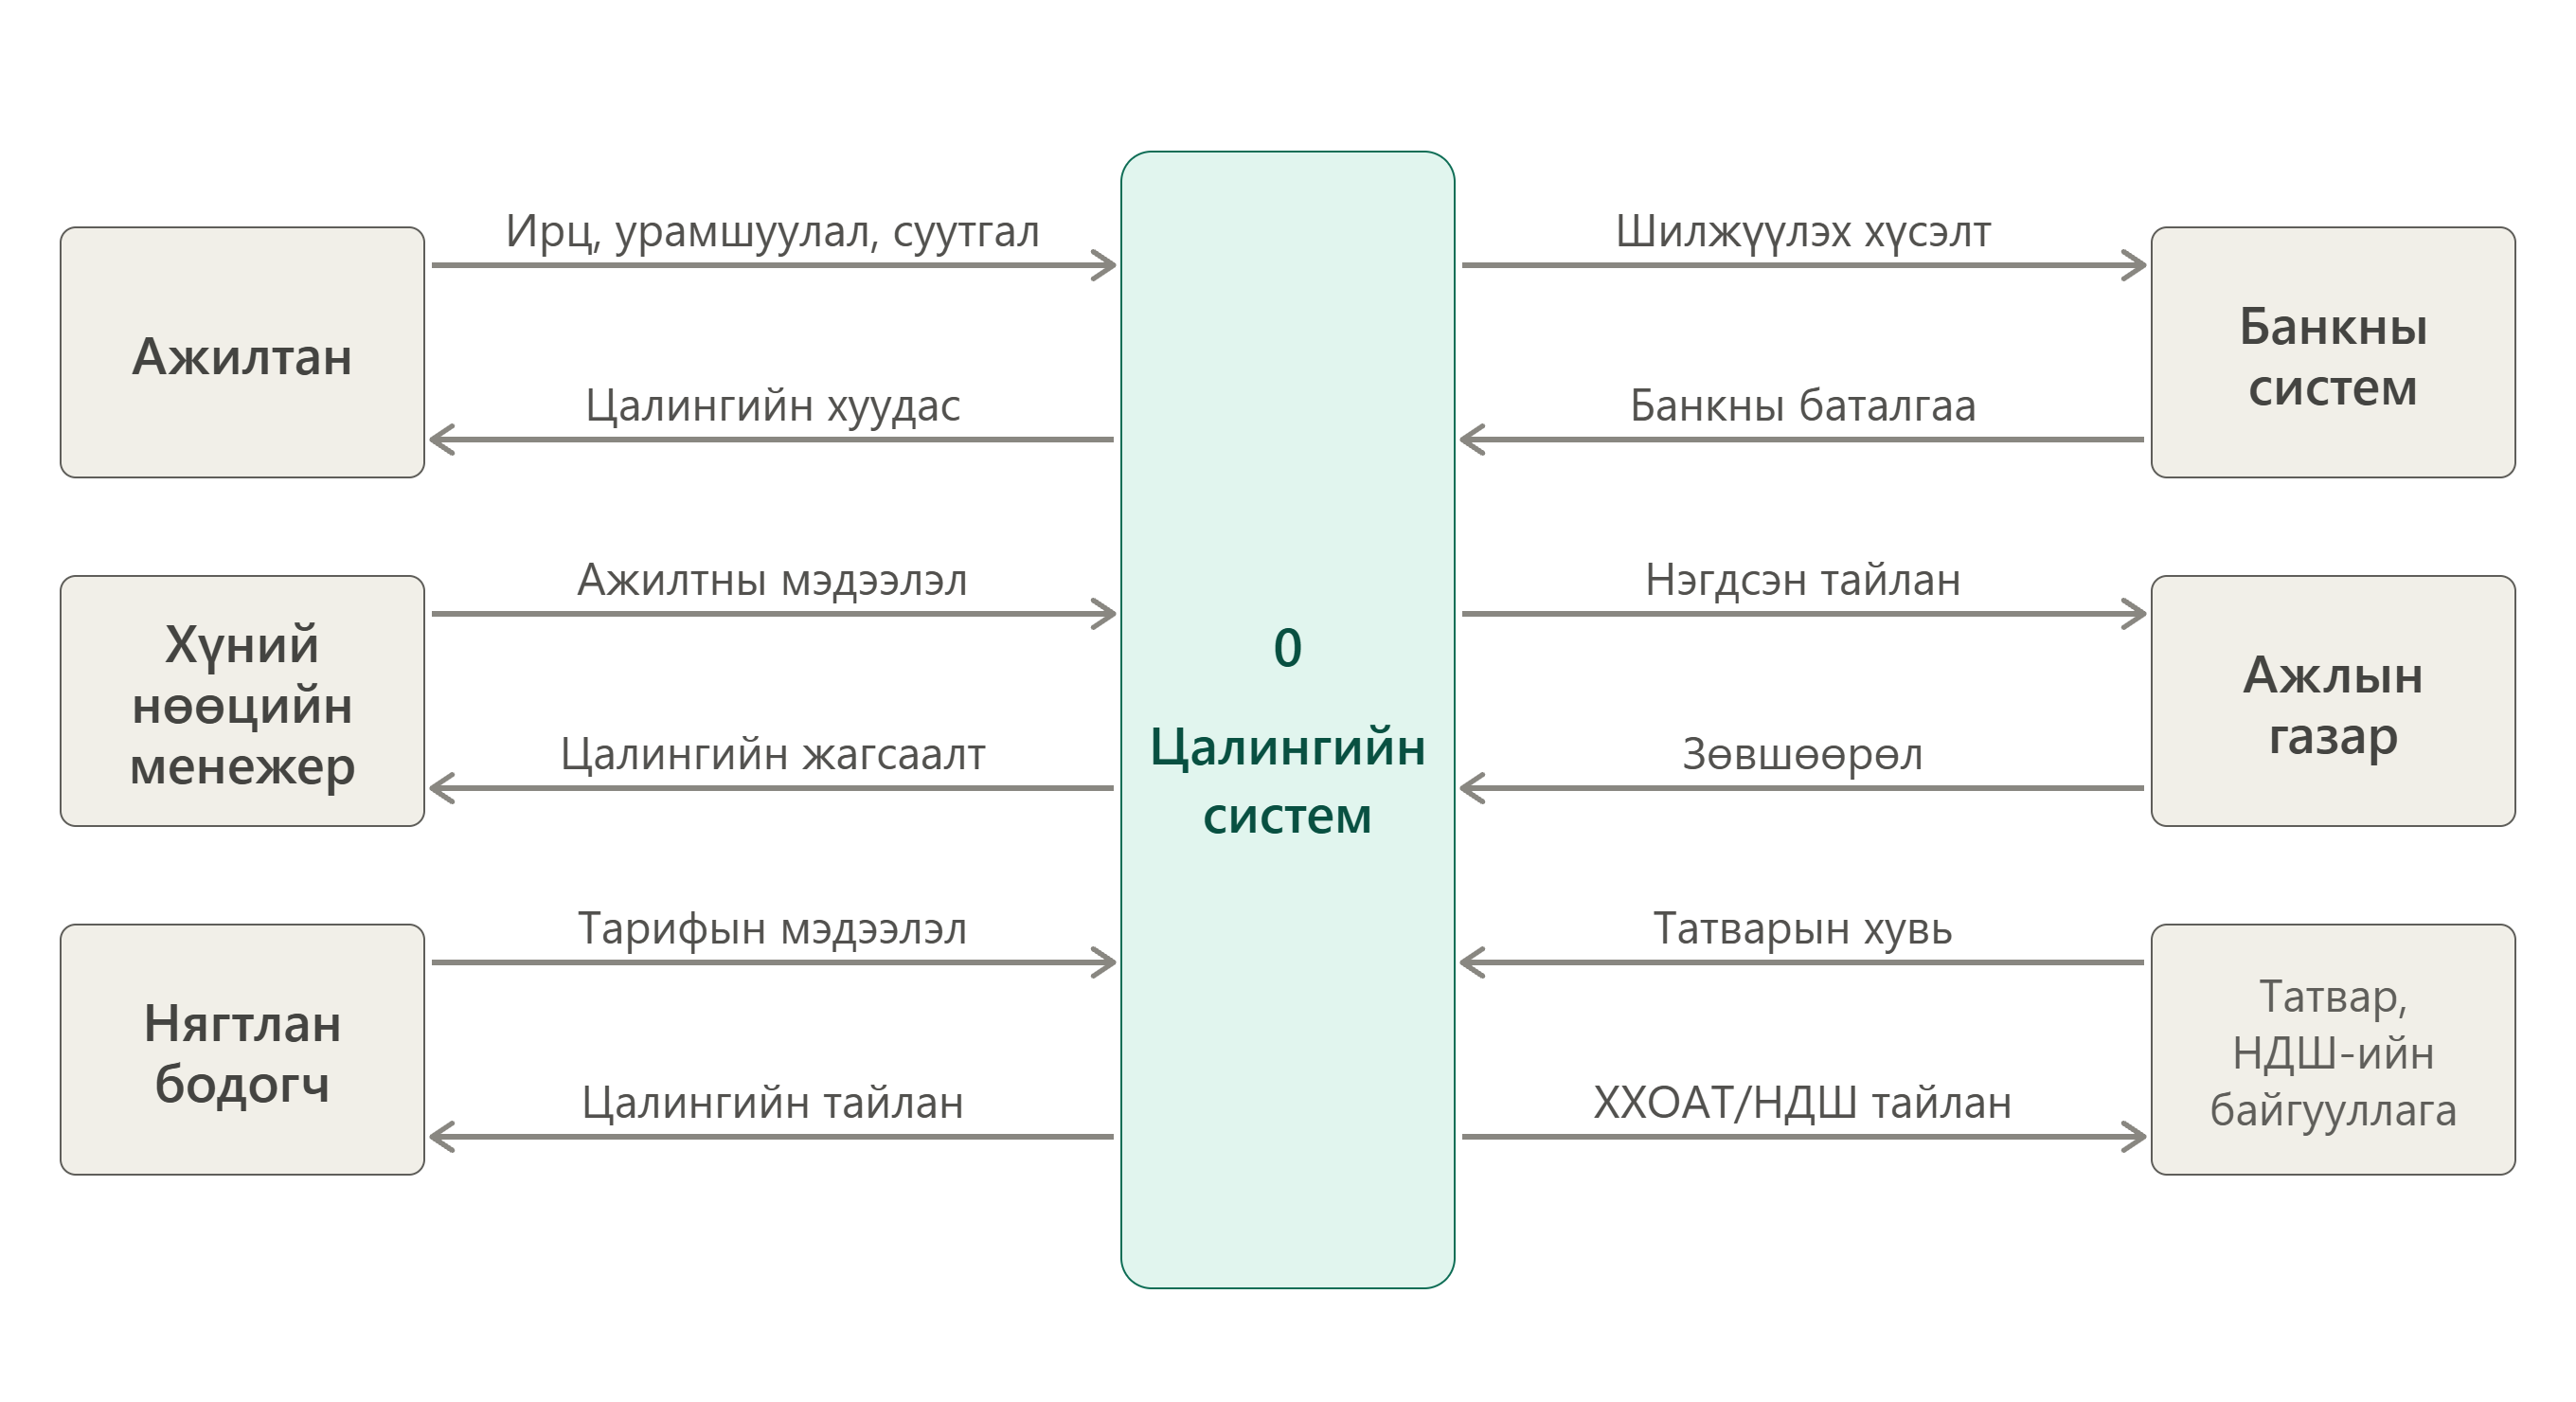 Ажилтан
Ирц, урамшуулал, суутгал
Цалингийн хуудас
Хүний
нөөцийн
менежер
Ажилтны мэдээлэл
Цалингийн жагсаалт
Нягтлан
бодогч
Тарифын мэдээлэл
Цалингийн тайлан
0
Цалингийн
систем
Шилжүүлэх хүсэлт
Банкны баталгаа
Банкны
систем
Нэгдсэн тайлан
Зөвшөөрөл
Ажлын
газар
Татварын хувь
ХХОАТ/НДШ тайлан
Татвар,
НДШ-ийн
байгууллага